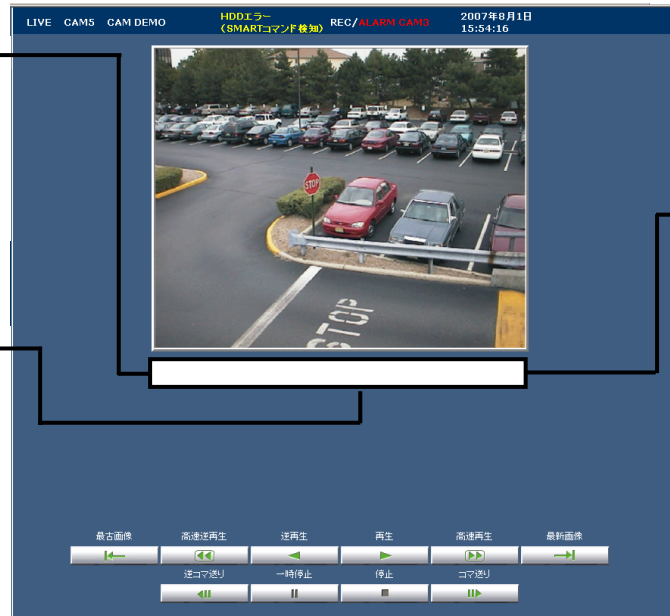 LIVE CAM5 CAM DEMO
HDDエラー
(SMARTコマンド検知)
REC/ALARM CAM3
2007年8月1日
15:54:16
STOP
STOP
最古画像 高速逆再生 逆再生 再生 高速再生 最新画像
逆コマ送り 一時停止 停止 コマ送り